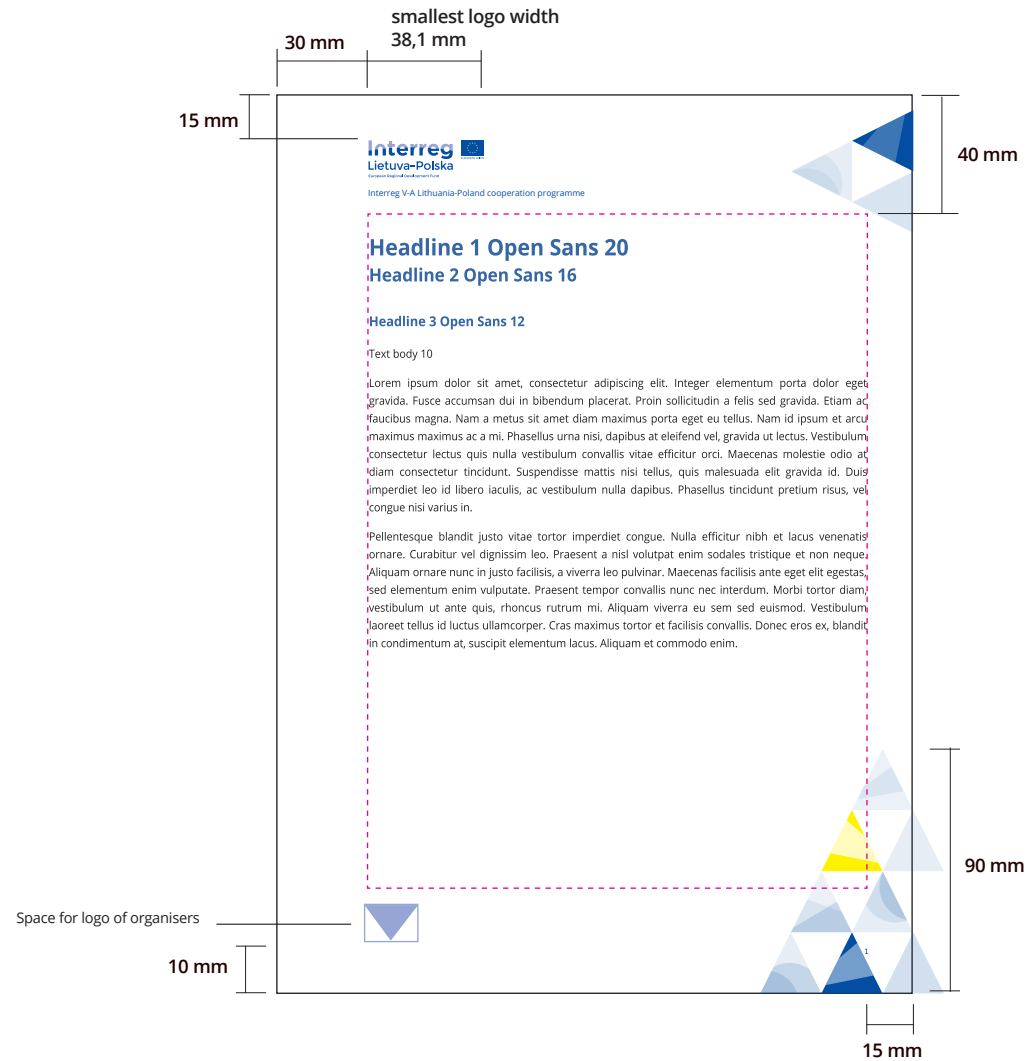 smallest logo width
38,1 mm
30 mm
15 mm
40 mm
Interreg
Lietuva-Polska
European Regional Development Fund
EUROPEAN UNION
Interreg V-A Lithuania-Poland cooperation programme
Headline 1 Open Sans 20
Headline 2 Open Sans 16
Headline 3 Open Sans 12
Text body 10
Lorem ipsum dolor sit amet, consectetur adipiscing elit. Integer elementum porta dolor eget
gravida. Fusce accumsan dui in bibendum placerat. Proin sollicitudin a felis sed gravida. Etiam ac
faucibus magna. Nam a metus sit amet diam maximus porta eget eu tellus. Nam id ipsum et arcu
maximus maximus ac a mi. Phasellus urna nisi, dapibus at eleifend vel, gravida ut lectus. Vestibulum
consectetur lectus quis nulla vestibulum convallis vitae efficitur orci. Maecenas molestie odio at
diam consectetur tincidunt. Suspendisse mattis nisi tellus, quis malesuada elit gravida id. Duis
imperdiet leo id libero iaculis, ac vestibulum nulla dapibus. Phasellus tincidunt pretium risus, vel
congue nisi varius in.
Pellentesque blandit justo vitae tortor imperdiet congue. Nulla efficitur nibh et lacus venenatis
ornare. Curabitur vel dignissim leo. Praesent a nisl volutpat enim sodales tristique et non neque.
Aliquam ornare nunc in justo facilisis, a viverra leo pulvinar. Maecenas facilisis ante eget elit egestas,
sed elementum enim vulputate. Praesent tempor convallis nunc nec interdum. Morbi tortor diam,
vestibulum ut ante quis, rhoncus rutrum mi. Aliquam viverra eu sem sed euismod. Vestibulum
laoreet tellus id luctus ullamcorper. Cras maximus tortor et facilisis convallis. Donec eros ex, blandit
in condimentum at, suscipit elementum lacus. Aliquam et commodo enim.
90 mm
Space for logo of organisers
1
10 mm
15 mm